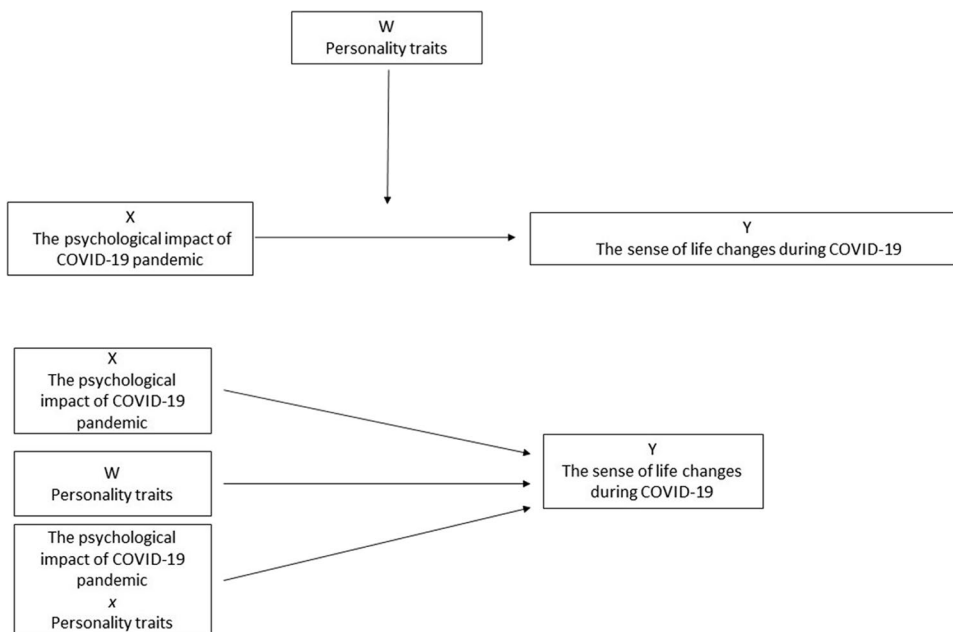 W
Personality traits
X
The psychological impact of
COVID-19 pandemic
Y
The sense of life changes during COVID-19
X
The psychological
impact of COVID-19
pandemic
W
Personality traits
The psychological
impact of COVID-19
pandemic
x
Personality traits
Y
The sense of life changes
during COVID-19